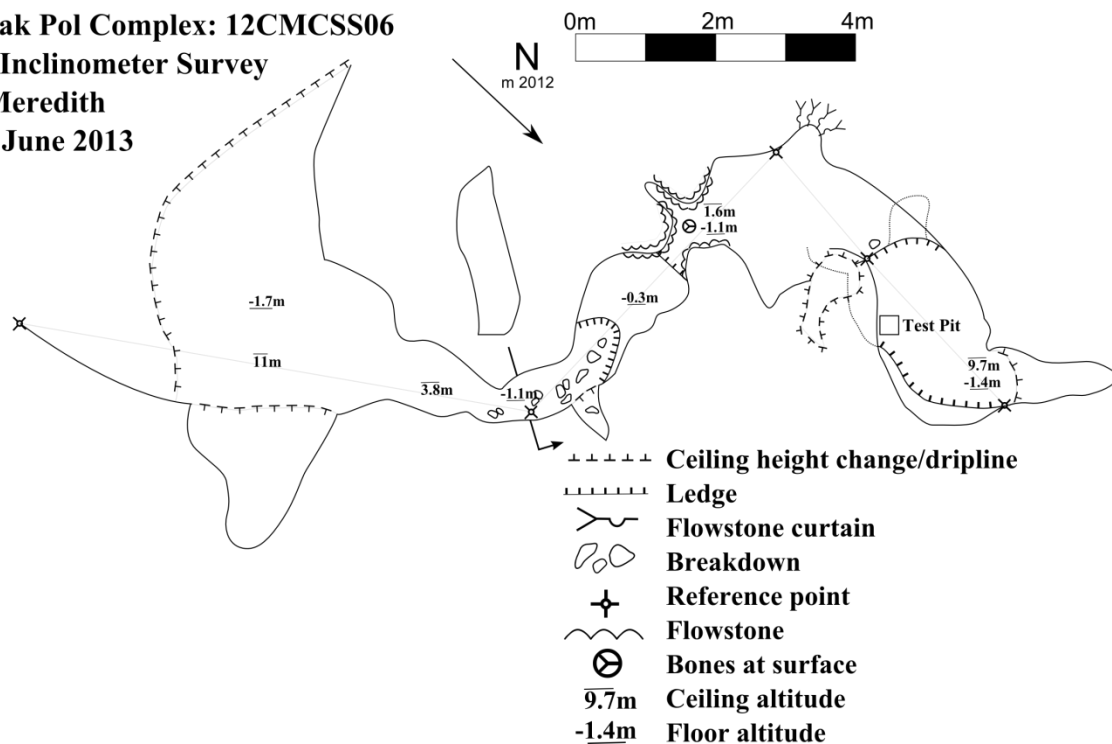 ak Pol Complex: 12CMCSS06
Inclinometer Survey
Meredith
June 2013
0m 2m 4m
N
m 2012
1.6m
-1.1m
-0.3m
-1.7m
11m
3.8m
-1.1m
Test Pit
9.7m
-1.4m
Ceiling height change/dripline
Ledge
Flowstone curtain
Breakdown
Reference point
Flowstone
Bones at surface
9.7m Ceiling altitude
-1.4m Floor altitude